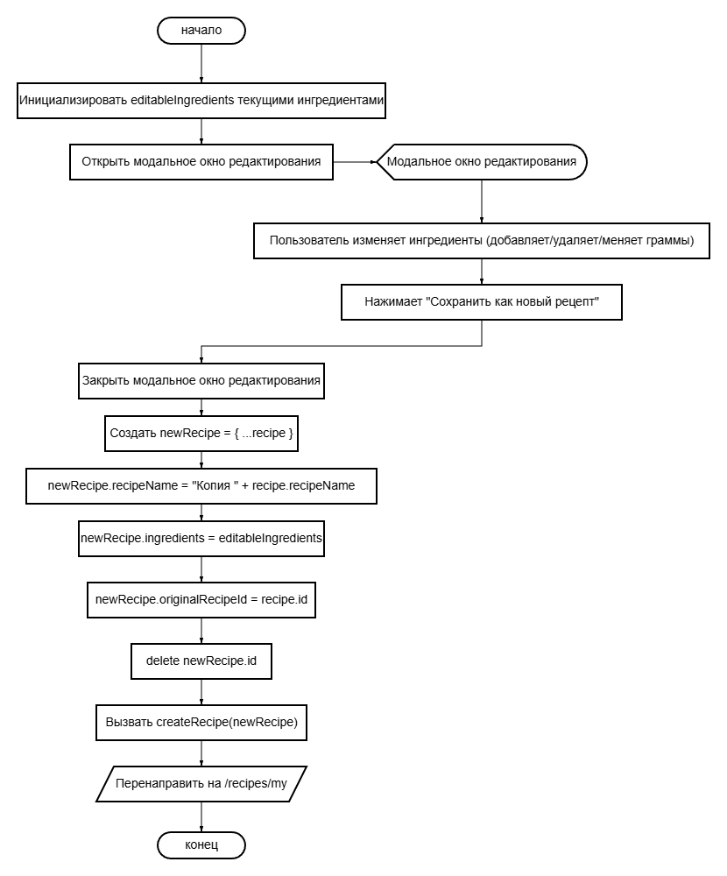 начало
Инициализировать editableIngredients текущими ингредиентами
Открыть модальное окно редактирования
Модальное окно редактирования
Пользователь изменяет ингредиенты (добавляет/удаляет/меняет граммы)
Нажимает "Сохранить как новый рецепт"
Закрыть модальное окно редактирования
Создать newRecipe = { ...recipe }
newRecipe.recipeName = "Копия " + recipe.recipeName
newRecipe.ingredients = editableIngredients
newRecipe.originalRecipeId = recipe.id
delete newRecipe.id
Вызвать createRecipe(newRecipe)
Перенаправить на /recipes/my
конец